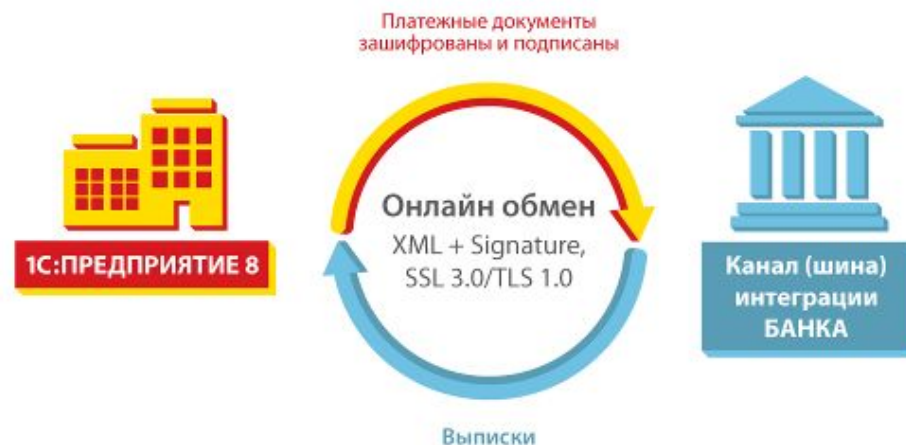 Платежные документы
зашифрованы и подписаны
Онлайн обмен
XML + Signature,
SSL 3.0/TLS 1.0
1С:ПРЕДПРИЯТИЕ 8
Канал (шина)
интеграции
БАНКА
Выписки